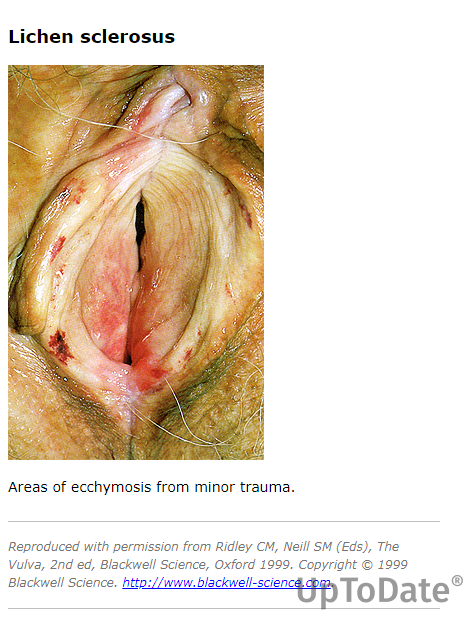 Lichen sclerosus
Areas of ecchymosis from minor trauma.
Reproduced with permission from Ridley CM, Neill SM (Eds), The
Vulva, 2nd ed, Blackwell Science, Oxford 1999. Copyright © 1999
Blackwell Science. http://www.blackwell-science.com.
UpToDate®